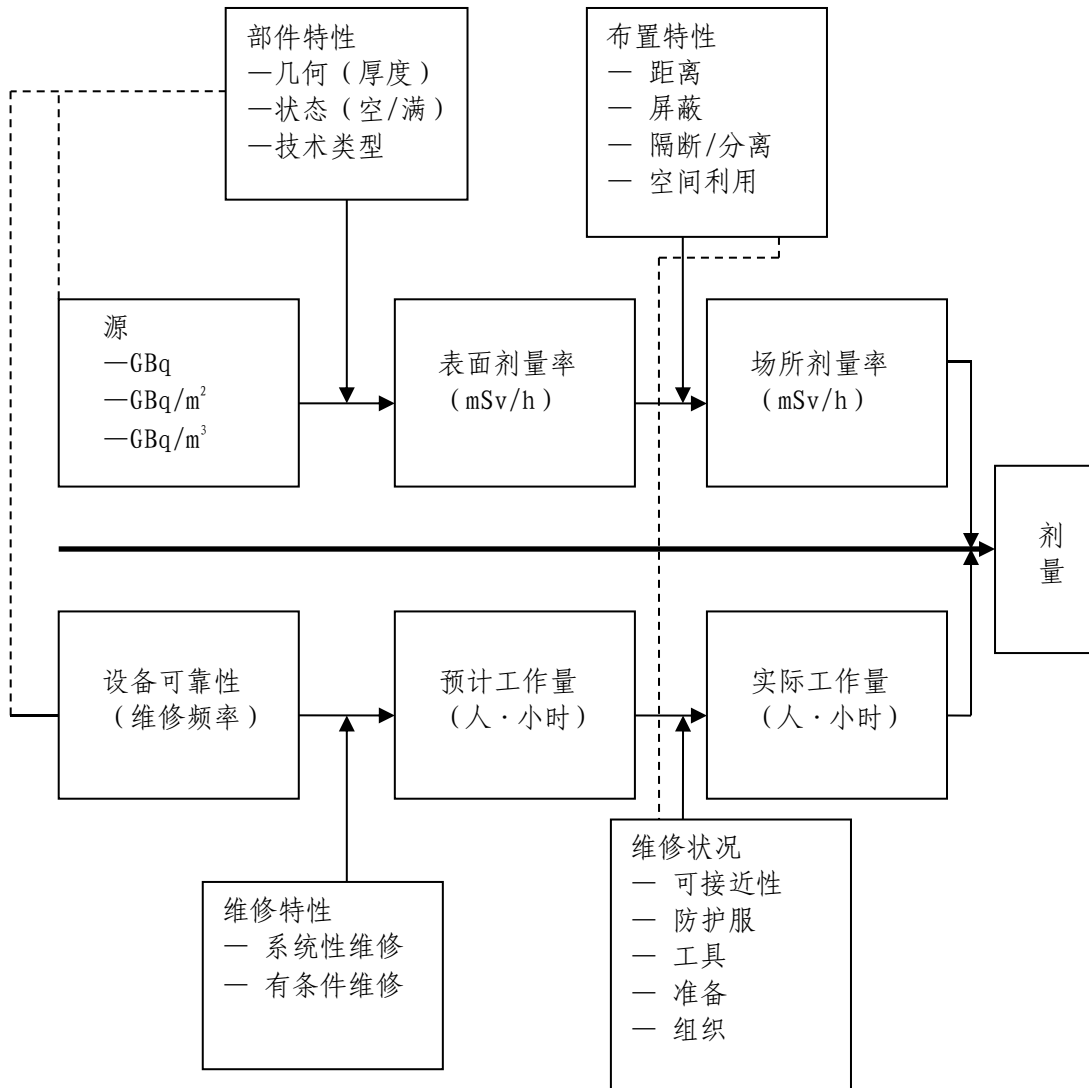 部件特性
—几何（厚度）
—状态（空/满）
—技术类型
布置特性
— 距离
— 屏蔽
— 隔断/分离
— 空间利用
源
—GBq
—GBq/m²
—GBq/m³
表面剂量率
（mSv/h）
场所剂量率
（mSv/h）
剂
量
设备可靠性
（维修频率）
预计工作量
（人·小时）
实际工作量
（人·小时）
维修特性
— 系统性维修
— 有条件维修
维修状况
— 可接近性
— 防护服
— 工具
— 准备
— 组织